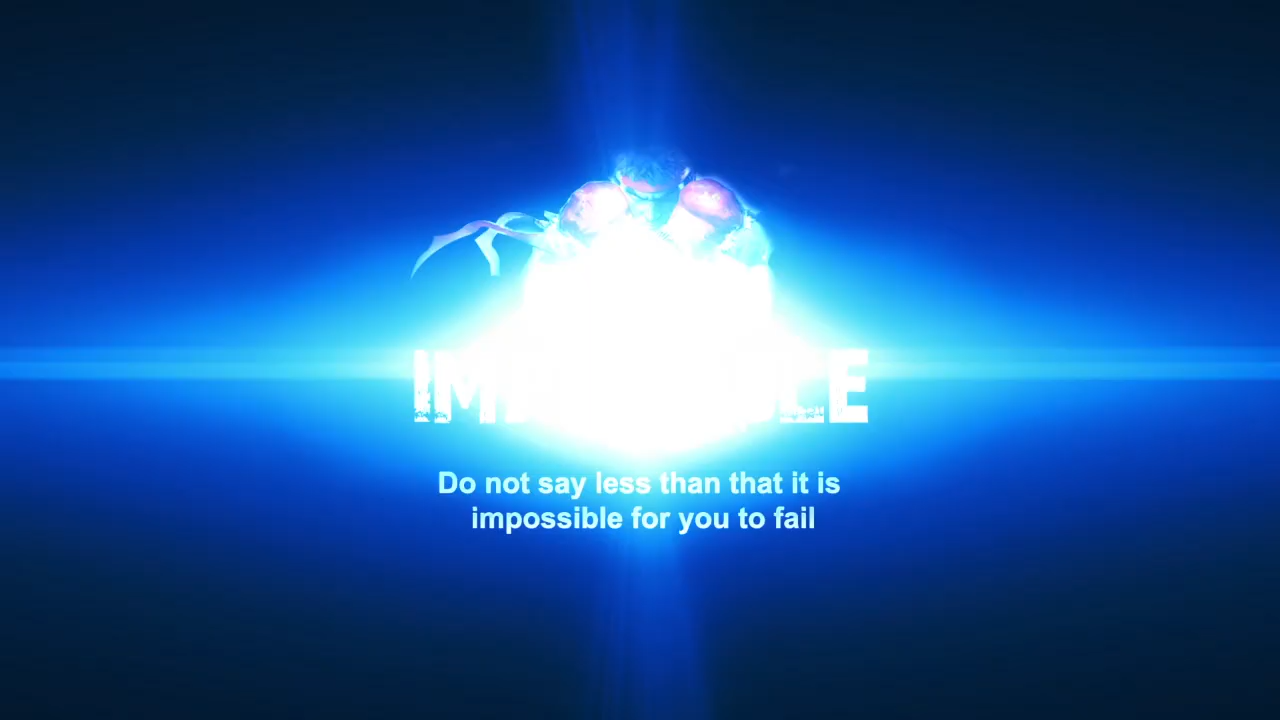 Do not say less than that it is
impossible for you to fail